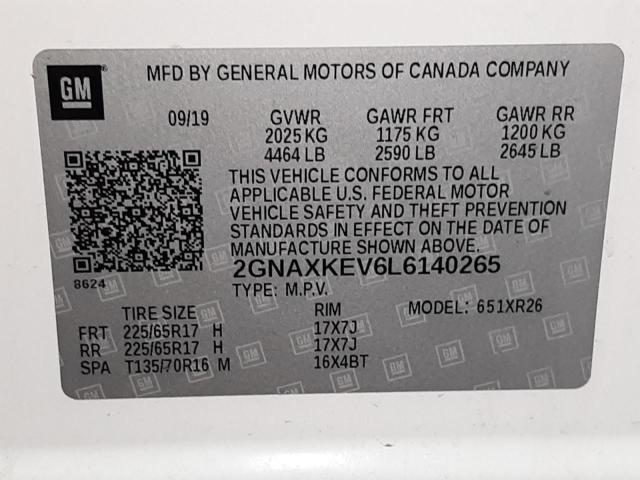 GM
MFD BY GENERAL MOTORS OF CANADA COMPANY
09/19 GVWR GAWR FRT GAWR RR
2025 KG 1175 KG 1200 KG
4464 LB 2590 LB 2645 LB
THIS VEHICLE CONFORMS TO ALL
APPLICABLE U.S. FEDERAL MOTOR
VEHICLE SAFETY AND THEFT PREVENTION
STANDARDS IN EFFECT ON THE DATE OF
MANUFACTURE SHOWN ABOVE.
8624
2GNAXKEV6L6140265
TYPE: M.P.V.
TIRE SIZE RIM MODEL: 651XR26
FRT 225/65R17 H 17X7J
RR 225/65R17 H 17X7J
SPA T135/70R16 M 16X4BT